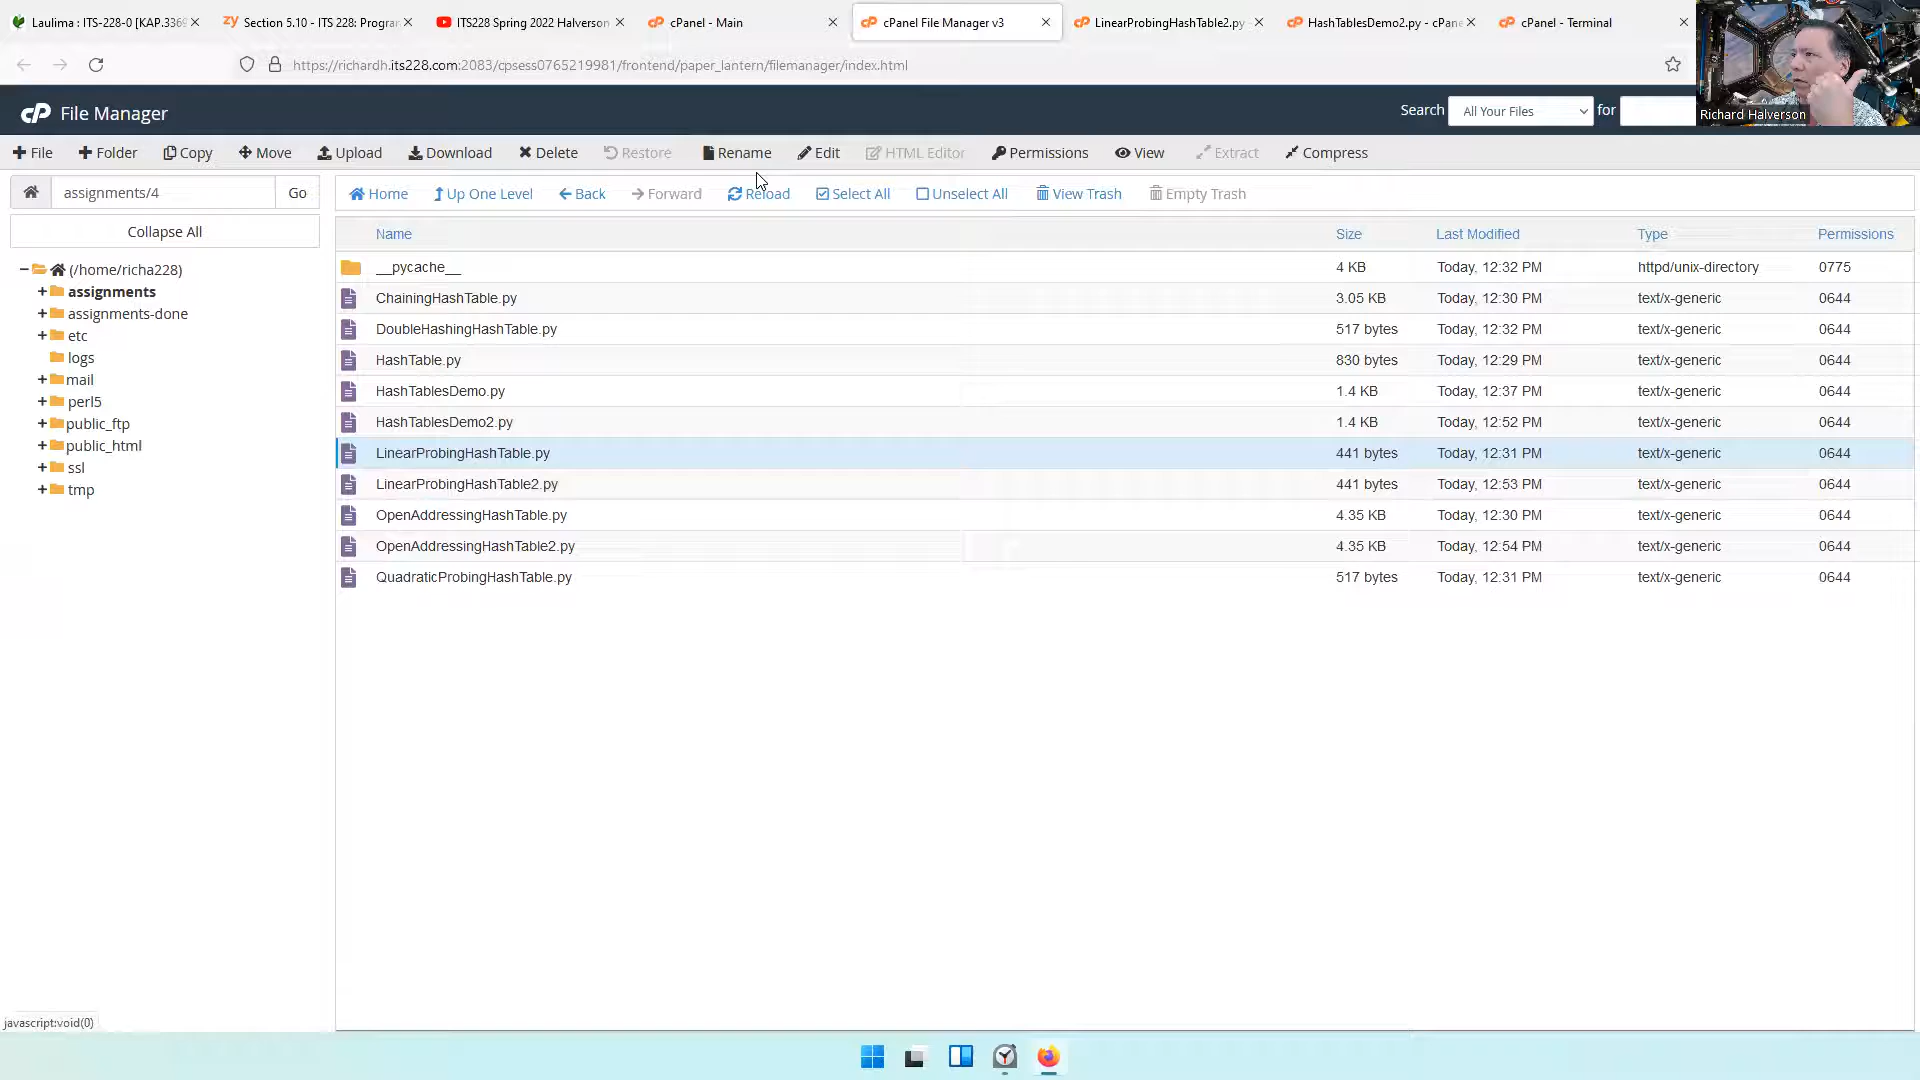 Laulima : ITS-228-0 [KAP.3369
zy Section 5.10 - ITS 228: Progra
ITS228 Spring 2022 Halverson
cP cPanel - Main
cP cPanel File Manager v3
cP LinearProbingHashTable2.py -
cP HashTablesDemo2.py - cPane
cP cPanel - Terminal
https://richardh.its228.com:2083/cpsess0765219981/frontend/paper_lantern/filemanager/index.html
cP File Manager
Search All Your Files for
Richard Halverson
File Folder Copy Move Upload Download Delete Restore Rename Edit HTML Editor Permissions View Extract Compress
assignments/4 Go
Home Up One Level Back Forward Reload Select All Unselect All View Trash Empty Trash
Collapse All
(/home/richa228)
assignments
assignments-done
etc
logs
mail
perl5
public_ftp
public_html
ssl
tmp
Name Size Last Modified Type Permissions
__pycache__ 4 KB Today, 12:32 PM httpd/unix-directory 0775
ChainingHashTable.py 3.05 KB Today, 12:30 PM text/x-generic 0644
DoubleHashingHashTable.py 517 bytes Today, 12:32 PM text/x-generic 0644
HashTable.py 830 bytes Today, 12:29 PM text/x-generic 0644
HashTablesDemo.py 1.4 KB Today, 12:37 PM text/x-generic 0644
HashTablesDemo2.py 1.4 KB Today, 12:52 PM text/x-generic 0644
LinearProbingHashTable.py 441 bytes Today, 12:31 PM text/x-generic 0644
LinearProbingHashTable2.py 441 bytes Today, 12:53 PM text/x-generic 0644
OpenAddressingHashTable.py 4.35 KB Today, 12:30 PM text/x-generic 0644
OpenAddressingHashTable2.py 4.35 KB Today, 12:54 PM text/x-generic 0644
QuadraticProbingHashTable.py 517 bytes Today, 12:31 PM text/x-generic 0644
javascript:void(0)